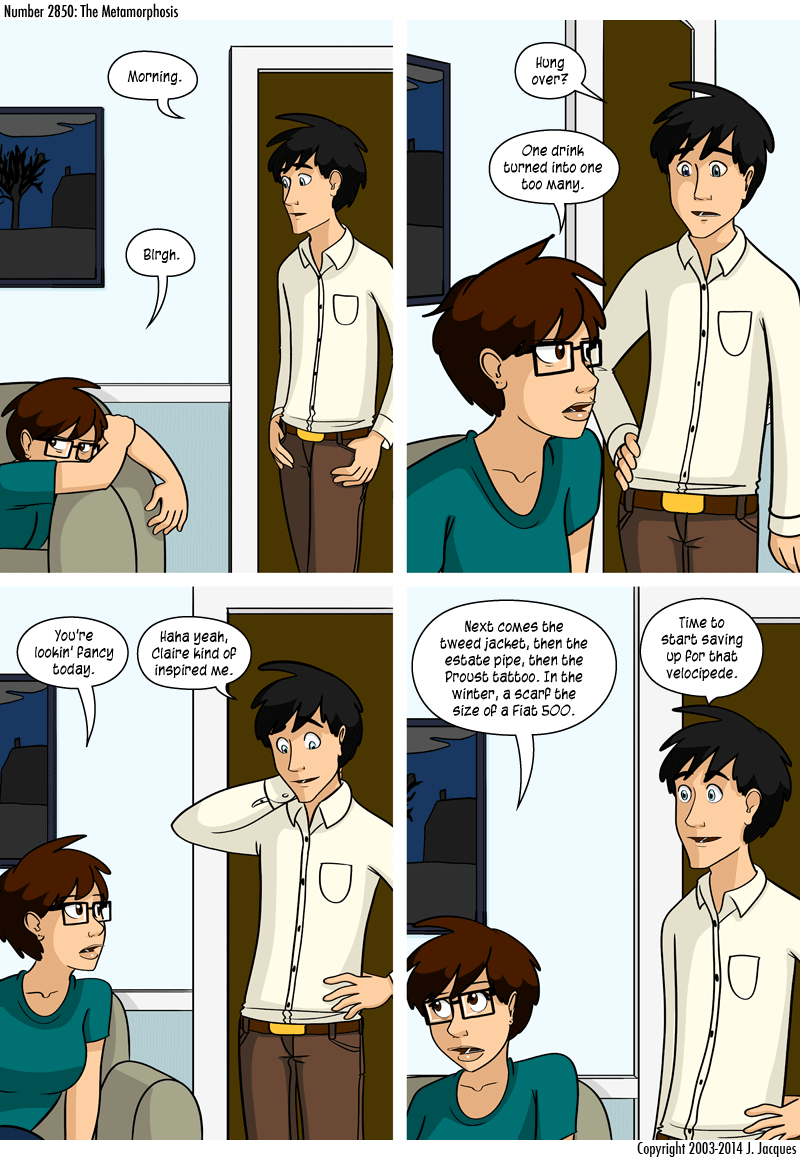 Number 2850: The Metamorphosis
Morning.
Blrgh.
Hung
over?
One drink
turned into one
too many.
You're
lookin' fancy
today.
Haha yeah,
Claire kind of
inspired me.
Next comes the
tweed jacket, then the
estate pipe, then the
Proust tattoo. In the
winter, a scarf the
size of a Fiat 500.
Time to
start saving
up for that
velocipede.
Copyright 2003-2014 J. Jacques